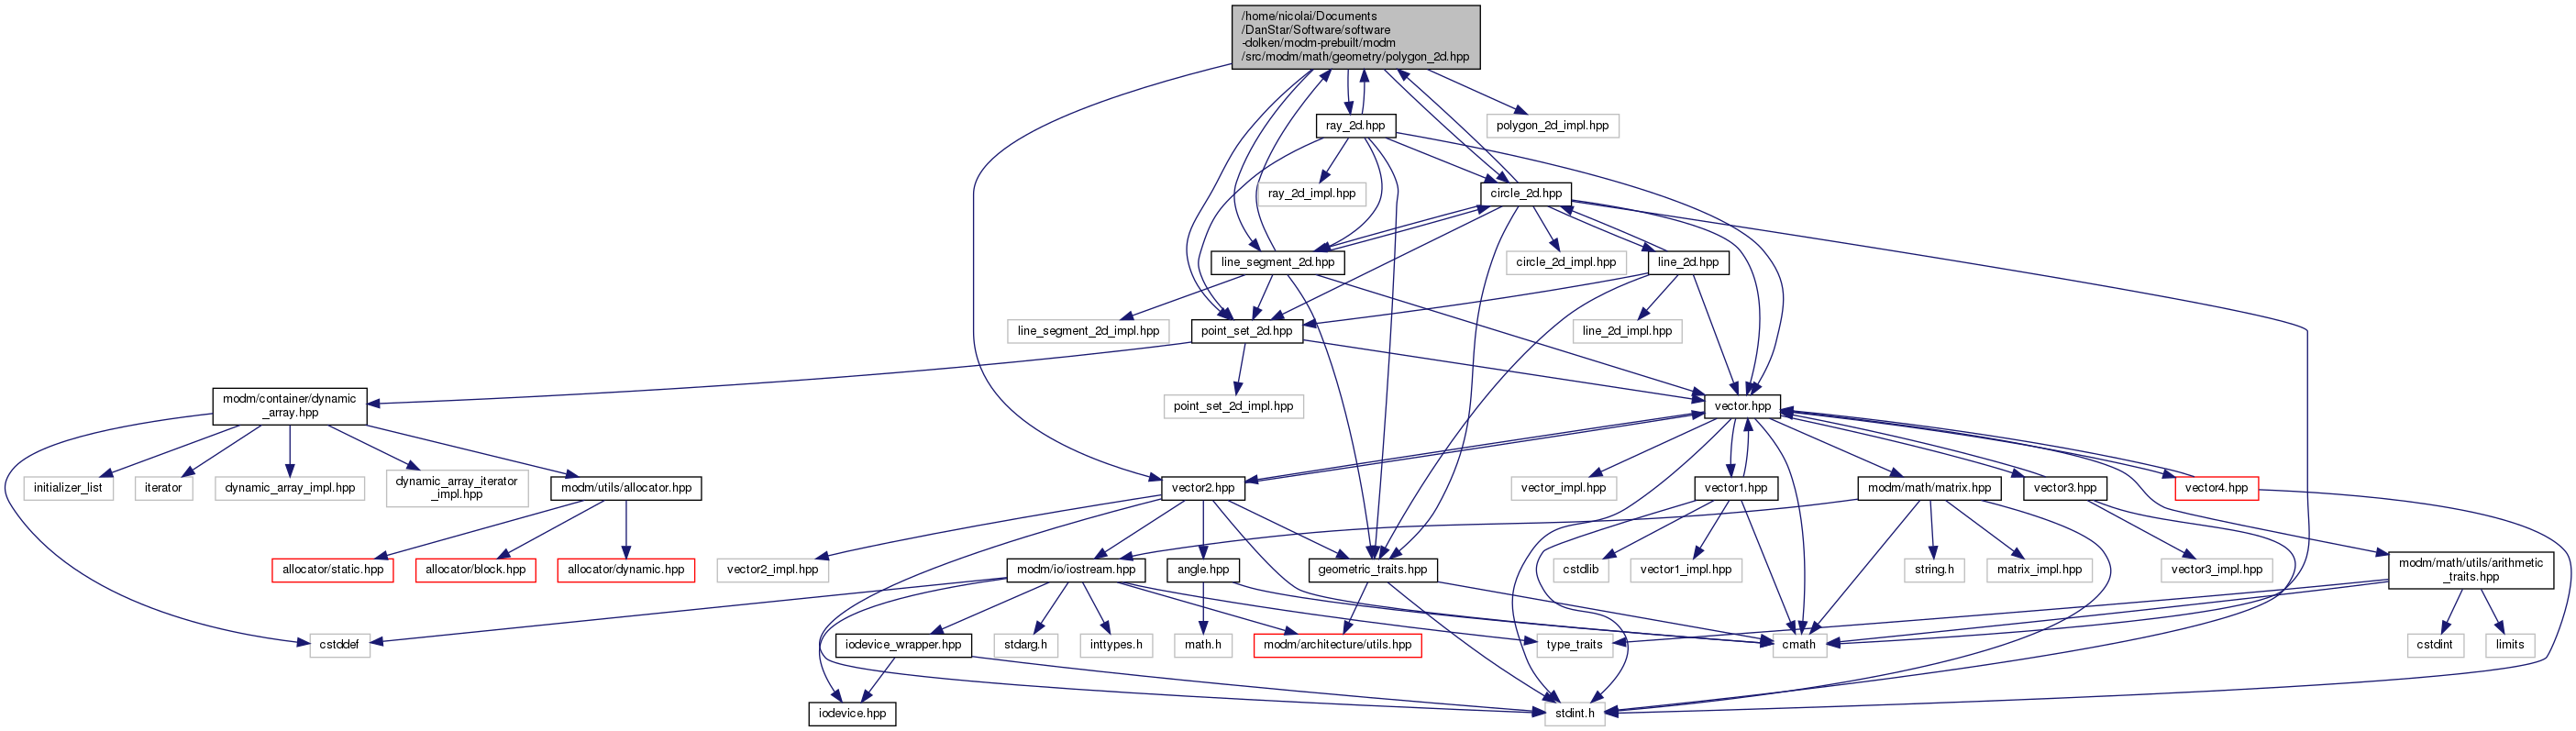 /home/nicolai/Documents
/DanStar/Software/software
-dolken/modm-prebuilt/modm
/src/modm/math/geometry/polygon_2d.hpp
ray_2d.hpp
polygon_2d_impl.hpp
ray_2d_impl.hpp
circle_2d.hpp
line_segment_2d.hpp
circle_2d_impl.hpp
line_2d.hpp
line_segment_2d_impl.hpp
point_set_2d.hpp
line_2d_impl.hpp
modm/container/dynamic
_array.hpp
point_set_2d_impl.hpp
vector.hpp
initializer_list
iterator
dynamic_array_impl.hpp
dynamic_array_iterator
_impl.hpp
modm/utils/allocator.hpp
vector2.hpp
vector_impl.hpp
vector1.hpp
modm/math/matrix.hpp
vector3.hpp
vector4.hpp
allocator/static.hpp
allocator/block.hpp
allocator/dynamic.hpp
vector2_impl.hpp
modm/io/iostream.hpp
angle.hpp
geometric_traits.hpp
cstdlib
vector1_impl.hpp
string.h
matrix_impl.hpp
vector3_impl.hpp
modm/math/utils/arithmetic
_traits.hpp
cstddef
iodevice_wrapper.hpp
stdarg.h
inttypes.h
math.h
modm/architecture/utils.hpp
type_traits
cmath
cstdint
limits
iodevice.hpp
stdint.h